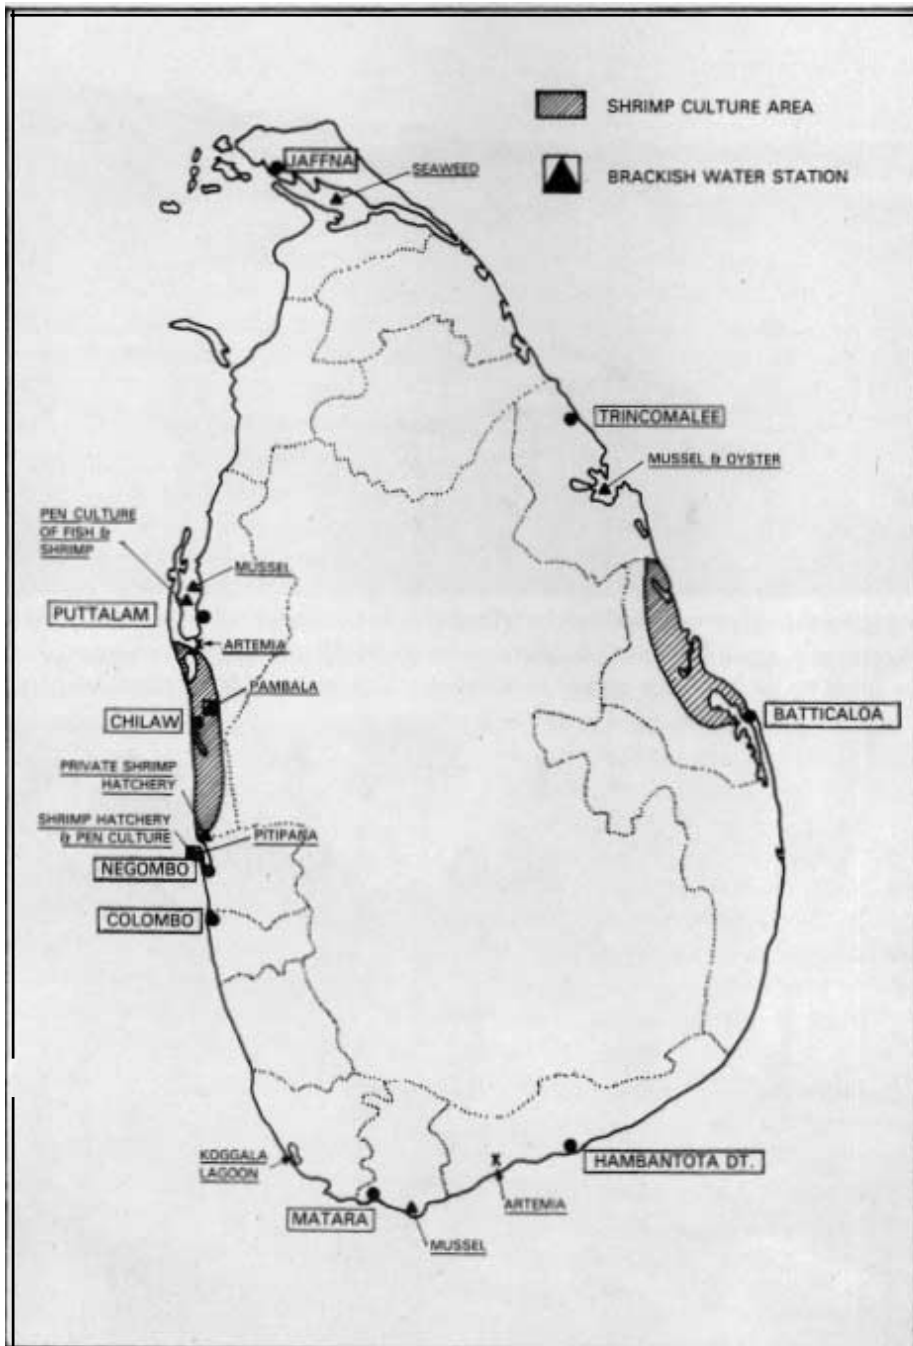 SHRIMP CULTURE AREA
BRACKISH WATER STATION
JAFFNA
SEAWEED
TRINCOMALEE
MUSSEL & OYSTER
PEN CULTURE
OF FISH &
SHRIMP
MUSSEL
PUTTALAM
ARTEMIA
PAMBALA
CHILAW
BATTICALOA
PRIVATE SHRIMP
HATCHERY
SHRIMP HATCHERY
& PEN CULTURE
PITIPANA
NEGOMBO
COLOMBO
KOGGALA
LAGOON
HAMBANTOTA DT.
X
ARTEMIA
MATARA
MUSSEL